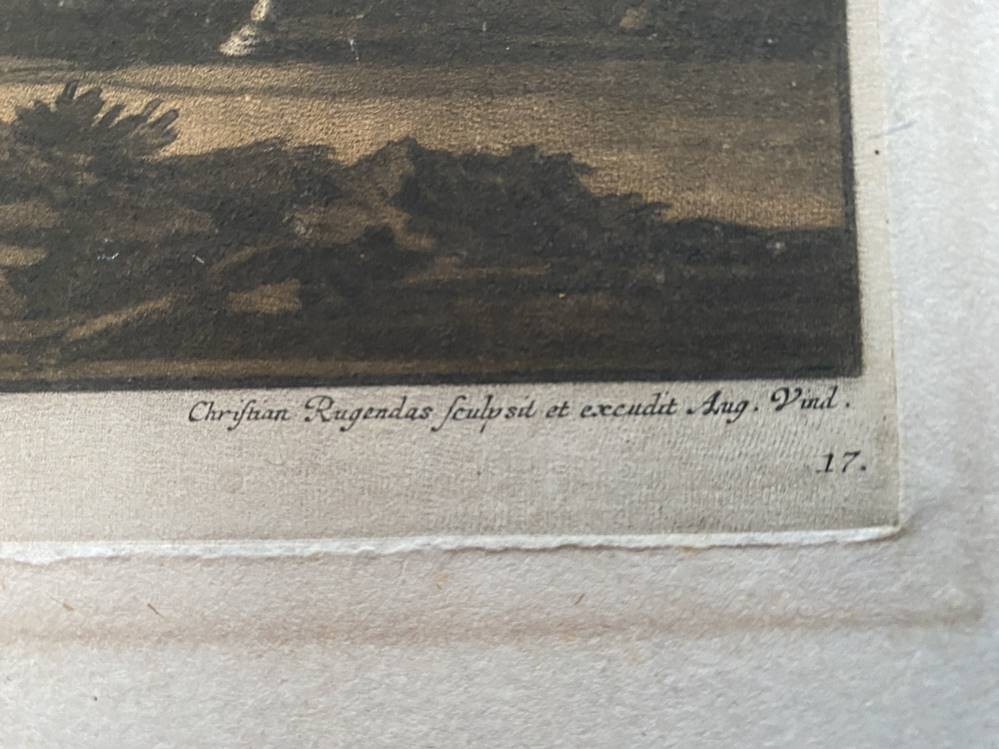 Chriſtian Rugendas ſculpsit et excudit Aug. Vind.
17.